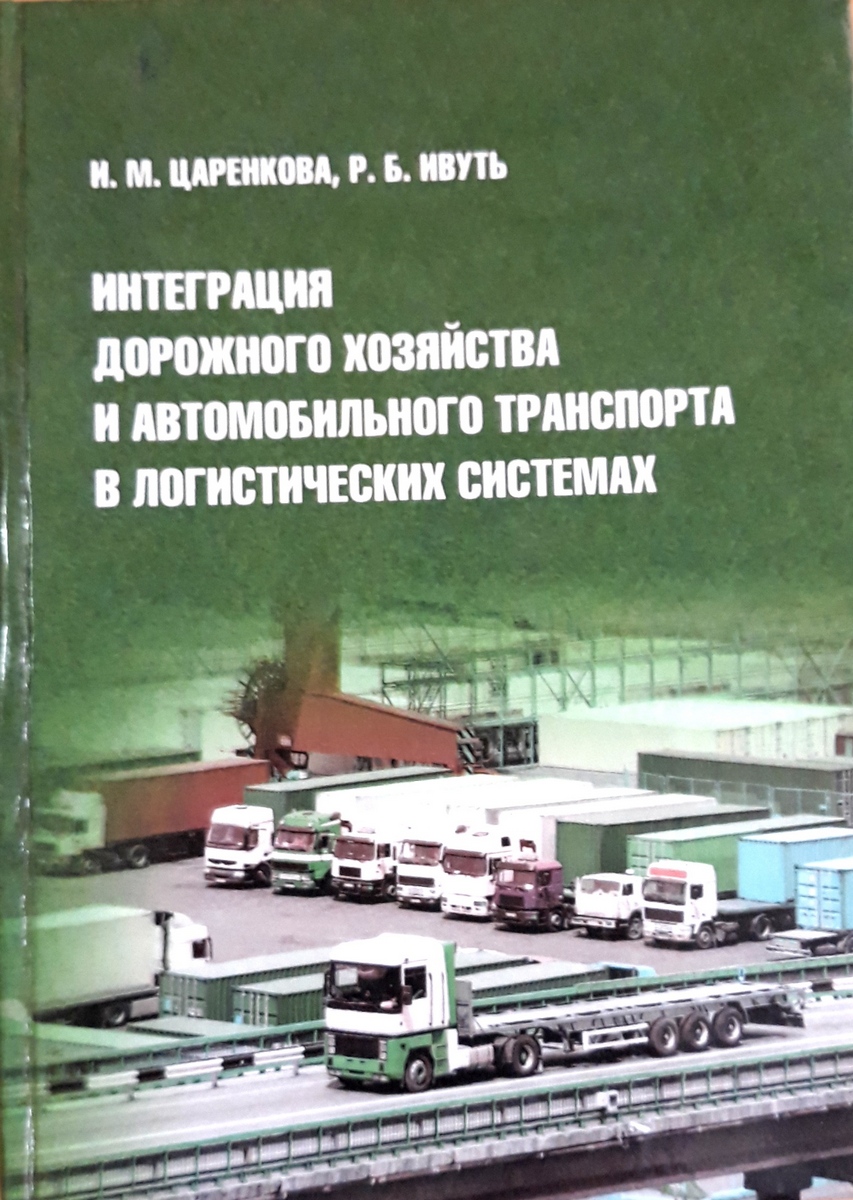 И. М. ЦАРЕНКОВА, Р. Б. ИВУТЬ
ИНТЕГРАЦИЯ
ДОРОЖНОГО ХОЗЯЙСТВА
И АВТОМОБИЛЬНОГО ТРАНСПОРТА
В ЛОГИСТИЧЕСКИХ СИСТЕМАХ